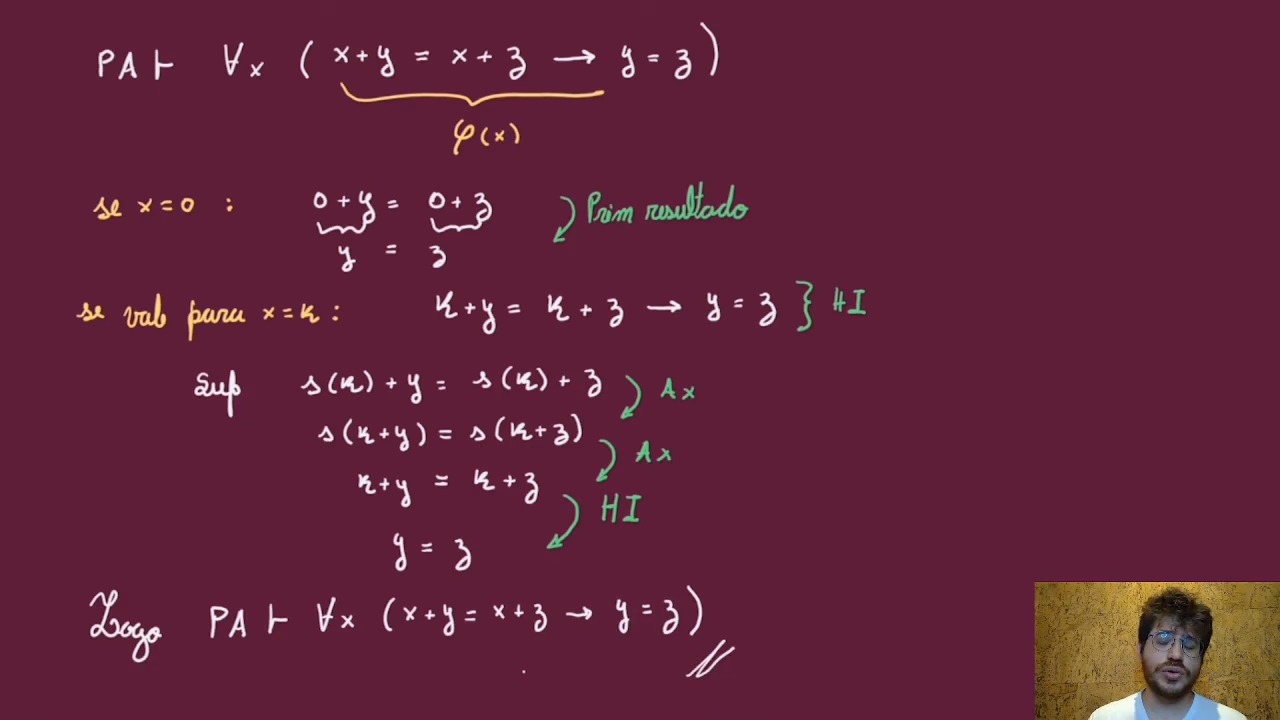 PA ⊢ ∀x ( x+y = x+z → y=z )
φ(x)
se x=0 : 0+y = 0+z Prim resultado
y = z
se vale para x=k : k+y = k+z → y=z } HI
Sup s(k)+y = s(k)+z Ax
s(k+y) = s(k+z) Ax
k+y = k+z HI
y = z
Logo PA ⊢ ∀x (x+y = x+z → y=z)